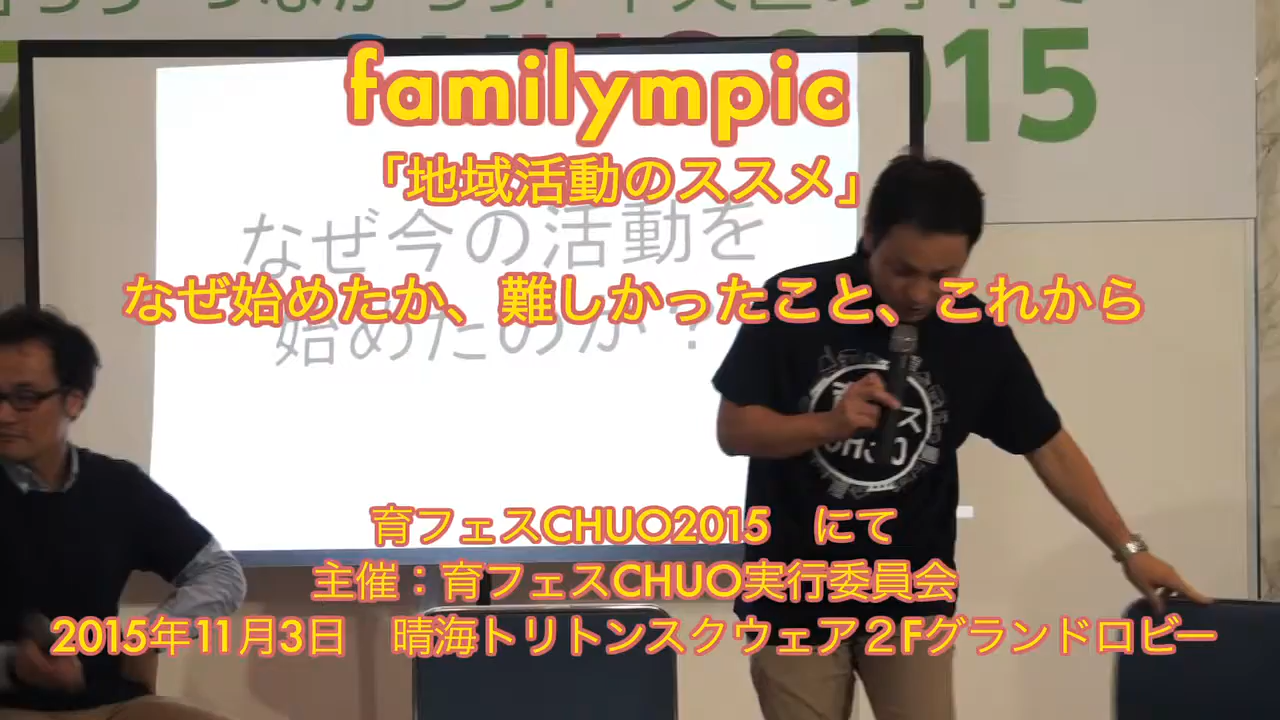 2015
familympic
「地域活動のススメ」
なぜ今の活動を
なぜ始めたか、難しかったこと、これから
始めたのか？
育フェスCHUO2015　にて
主催：育フェスCHUO実行委員会
2015年11月3日　晴海トリトンスクウェア２Fグランドロビー